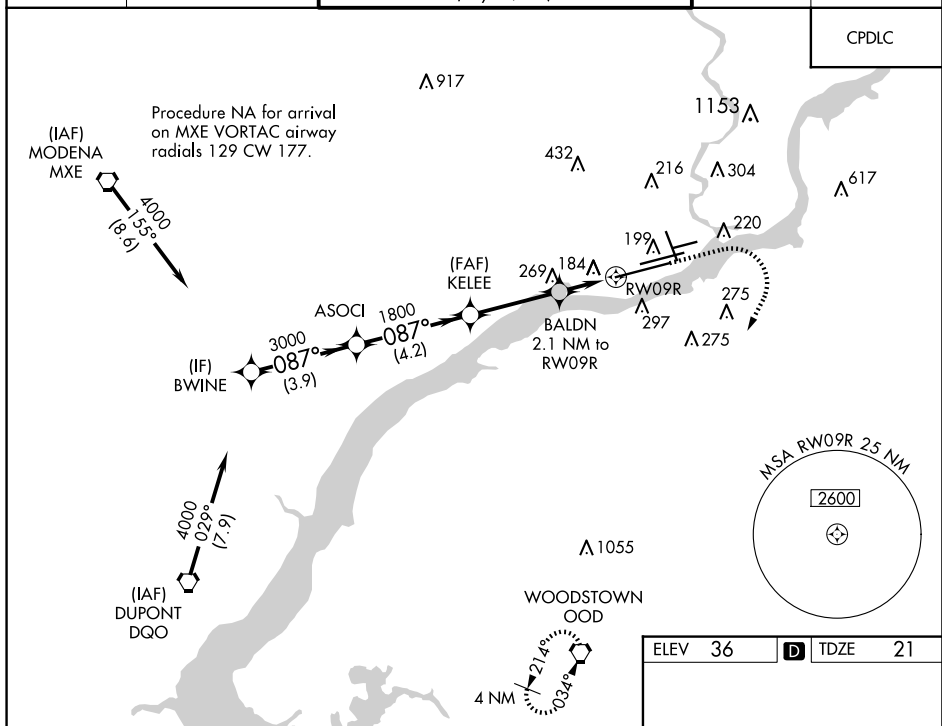 CPDLC
917
Procedure NA for arrival
on MXE VORTAC airway
radials 129 CW 177.
1153
(IAF)
MODENA
MXE
432
216
304
617
4000
155°
(8.6)
220
199
(FAF)
KELEE
269
184
RW09R
ASOCI
1800
087°
(4.2)
275
297
BALDN
2.1 NM to
RW09R
275
3000
087°
(3.9)
(IF)
BWINE
MSA RW09R 25 NM
2600
4000
029°
(7.9)
1055
(IAF)
DUPONT
DQO
WOODSTOWN
OOD
214°
034°
4 NM
ELEV 36 D TDZE 21